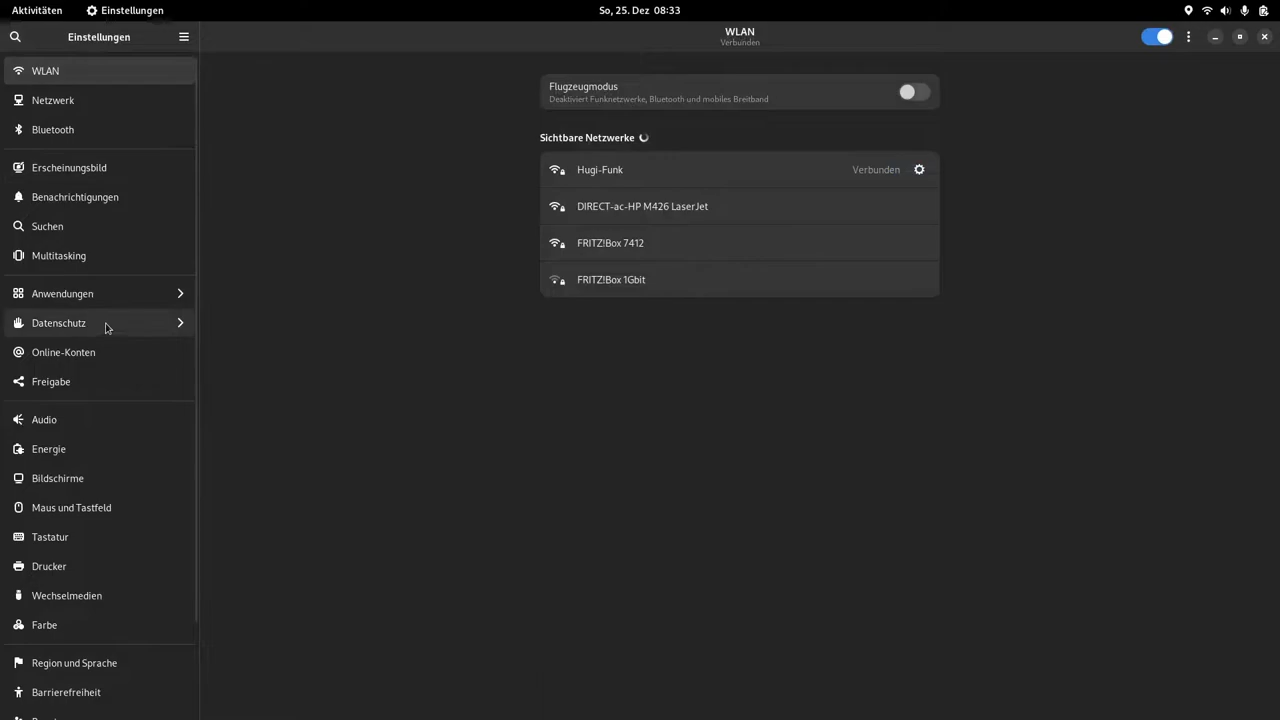 Aktivitäten
Einstellungen
So, 25. Dez 08:33
Einstellungen
WLAN
Verbunden
WLAN
Netzwerk
Bluetooth
Erscheinungsbild
Benachrichtigungen
Suchen
Multitasking
Anwendungen
Datenschutz
Online-Konten
Freigabe
Audio
Energie
Bildschirme
Maus und Tastfeld
Tastatur
Drucker
Wechselmedien
Farbe
Region und Sprache
Barrierefreiheit
Flugzeugmodus
Deaktiviert Funknetzwerke, Bluetooth und mobiles Breitband
Sichtbare Netzwerke
Hugi-Funk Verbunden
DIRECT-ac-HP M426 LaserJet
FRITZ!Box 7412
FRITZ!Box 1Gbit